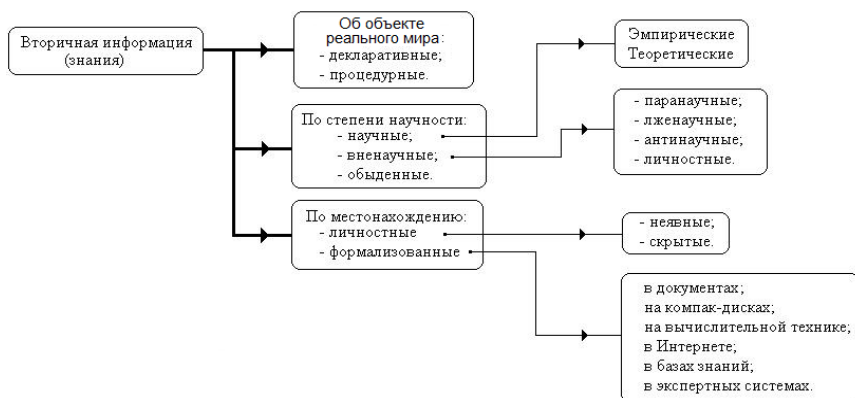 Вторичная информация
(знания)
Об объекте
реального мира:
- декларативные;
- процедурные.
По степени научности:
- научные;
- вненаучные;
- обыденные.
По местонахождению:
- личностные
- формализованные
Эмпирические
Теоретические
- паранаучные;
- лженаучные;
- антинаучные;
- личностные.
- неявные;
- скрытые.
в документах;
на компак-дисках;
на вычислительной технике;
в Интернете;
в базах знаний;
в экспертных системах.